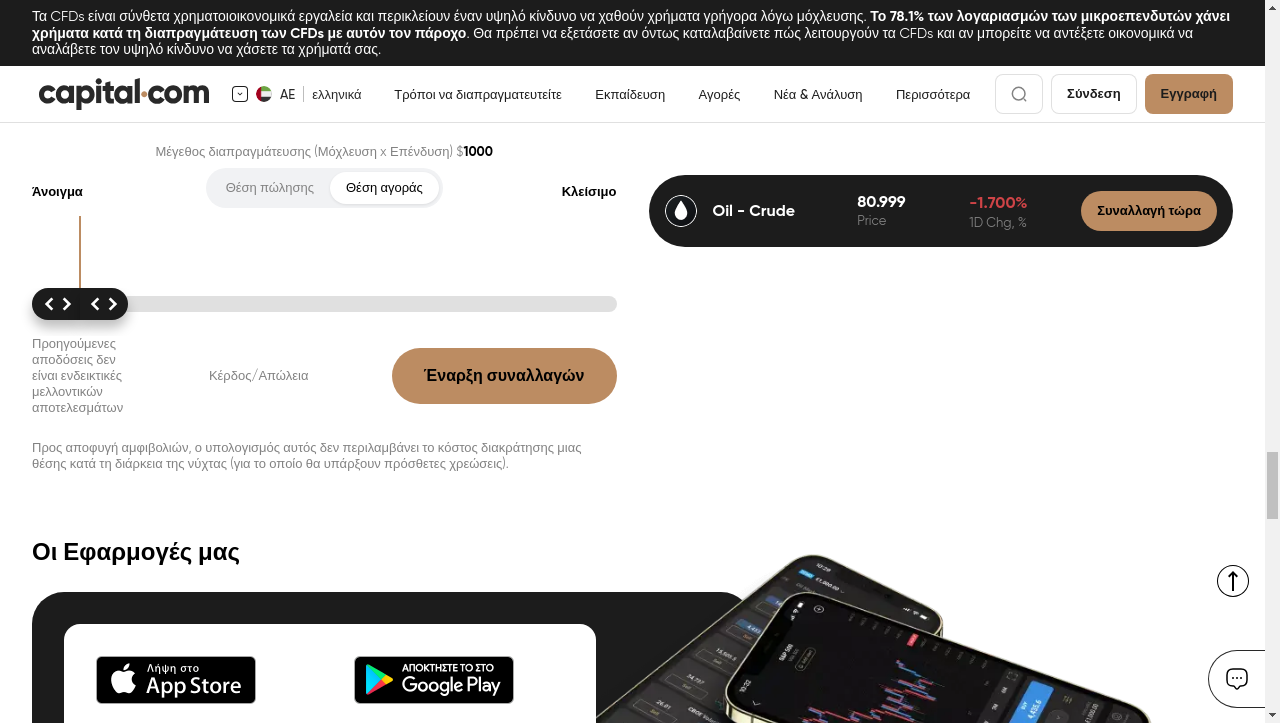 Τα CFDs είναι σύνθετα χρηματοιοικονομικά εργαλεία και περικλείουν έναν υψηλό κίνδυνο να χαθούν χρήματα γρήγορα λόγω μόχλευσης. Το 78.1% των λογαριασμών των μικροεπενδυτών χάνει
χρήματα κατά τη διαπραγμάτευση των CFDs με αυτόν τον πάροχο. Θα πρέπει να εξετάσετε αν όντως καταλαβαίνετε πώς λειτουργούν τα CFDs και αν μπορείτε να αντέξετε οικονομικά να
αναλάβετε τον υψηλό κίνδυνο να χάσετε τα χρήματά σας.
capital.com AE ελληνικά Τρόποι να διαπραγματευτείτε Εκπαίδευση Αγορές Νέα & Ανάλυση Περισσότερα Σύνδεση Εγγραφή
Μέγεθος διαπραγμάτευσης (Μόχλευση x Επένδυση) $1000
Άνοιγμα Θέση πώλησης Θέση αγοράς Κλείσιμο
Oil - Crude 80.999 -1.700% Συναλλαγή τώρα
Price 1D Chg, %
Προηγούμενες
αποδόσεις δεν
είναι ενδεικτικές
μελλοντικών
αποτελεσμάτων
Κέρδος/Απώλεια
Έναρξη συναλλαγών
Προς αποφυγή αμφιβολιών, ο υπολογισμός αυτός δεν περιλαμβάνει το κόστος διακράτησης μιας
θέσης κατά τη διάρκεια της νύχτας (για το οποίο θα υπάρξουν πρόσθετες χρεώσεις).
Οι Εφαρμογές μας
Λήψη στο
App Store
ΑΠΟΚΤΗΣΤΕ ΤΟ ΣΤΟ
Google Play
10:29
10:22
S&P 500